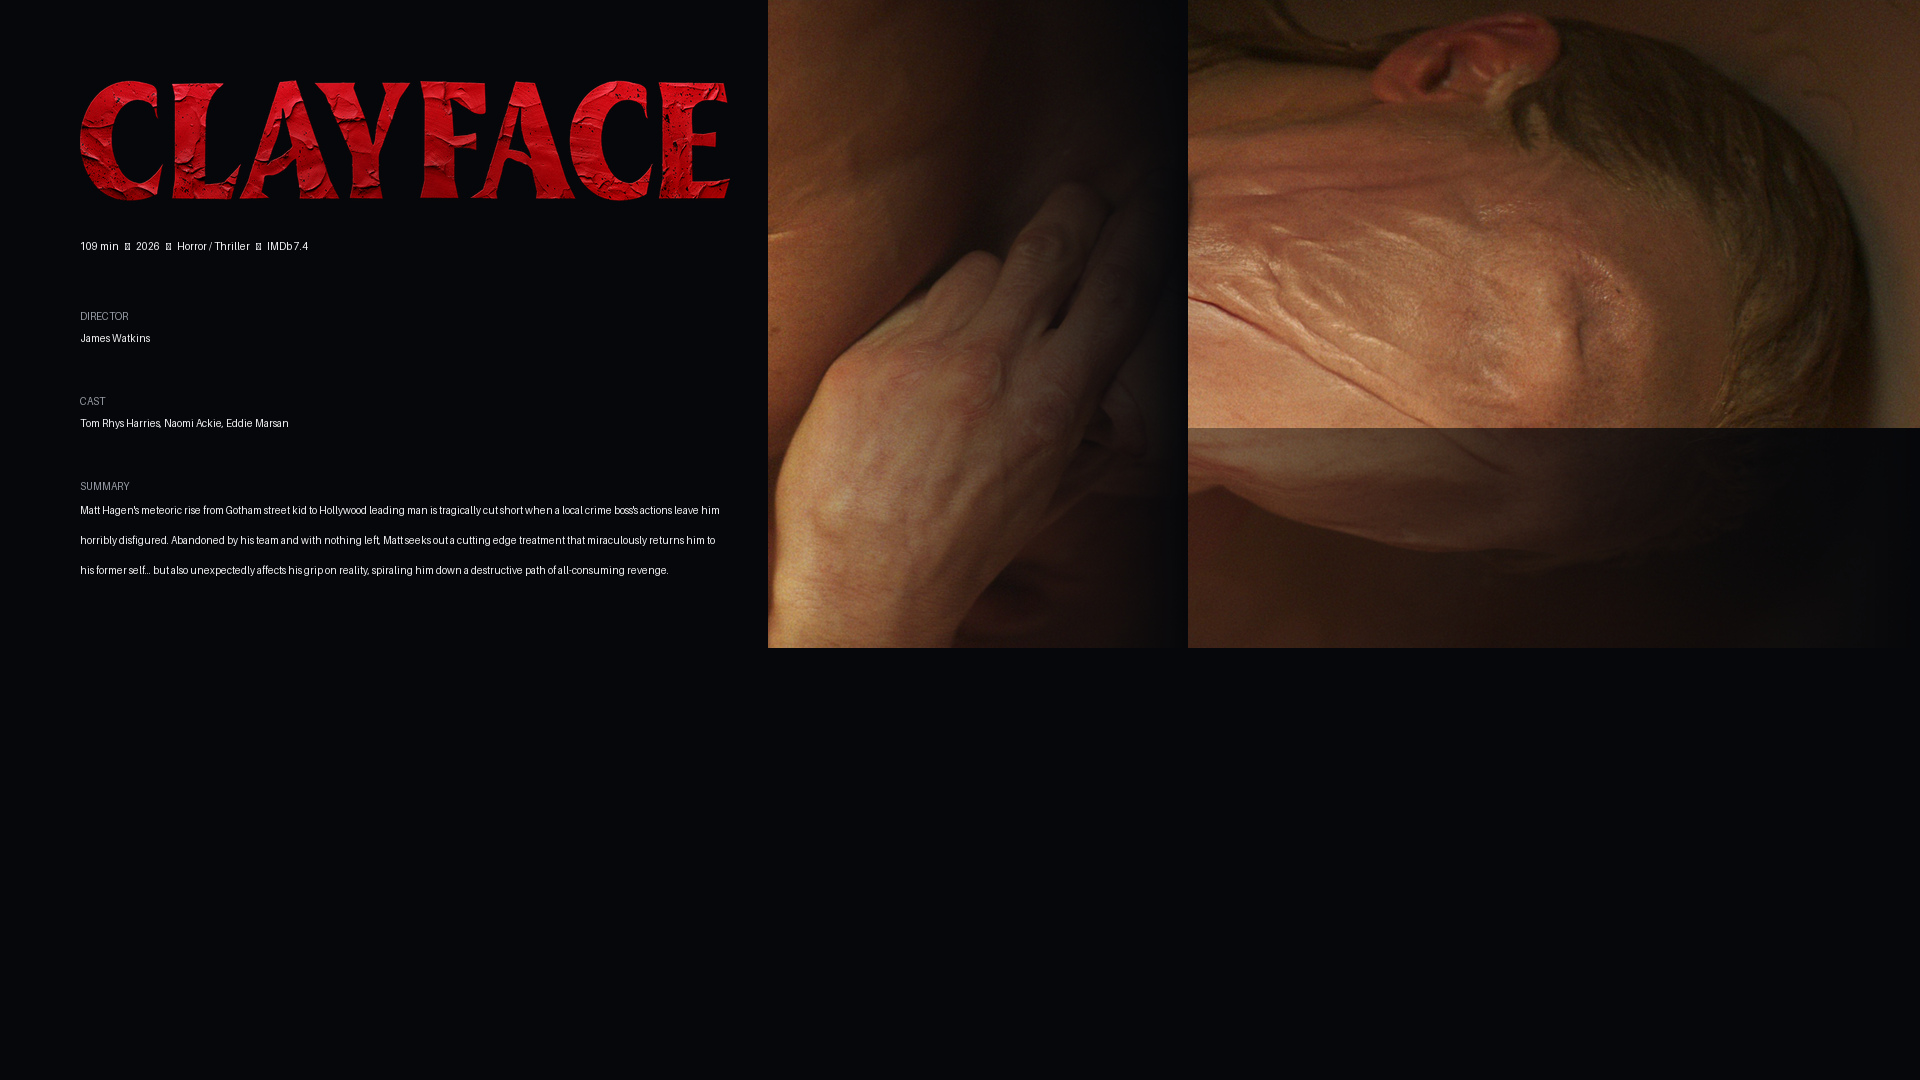 CLAYFACE
109 min ▯ 2026 ▯ Horror / Thriller ▯ IMDb 7.4
DIRECTOR
James Watkins
CAST
Tom Rhys Harries, Naomi Ackie, Eddie Marsan
SUMMARY
Matt Hagen's meteoric rise from Gotham street kid to Hollywood leading man is tragically cut short when a local crime boss's actions leave him
horribly disfigured. Abandoned by his team and with nothing left, Matt seeks out a cutting edge treatment that miraculously returns him to
his former self... but also unexpectedly affects his grip on reality, spiraling him down a destructive path of all-consuming revenge.